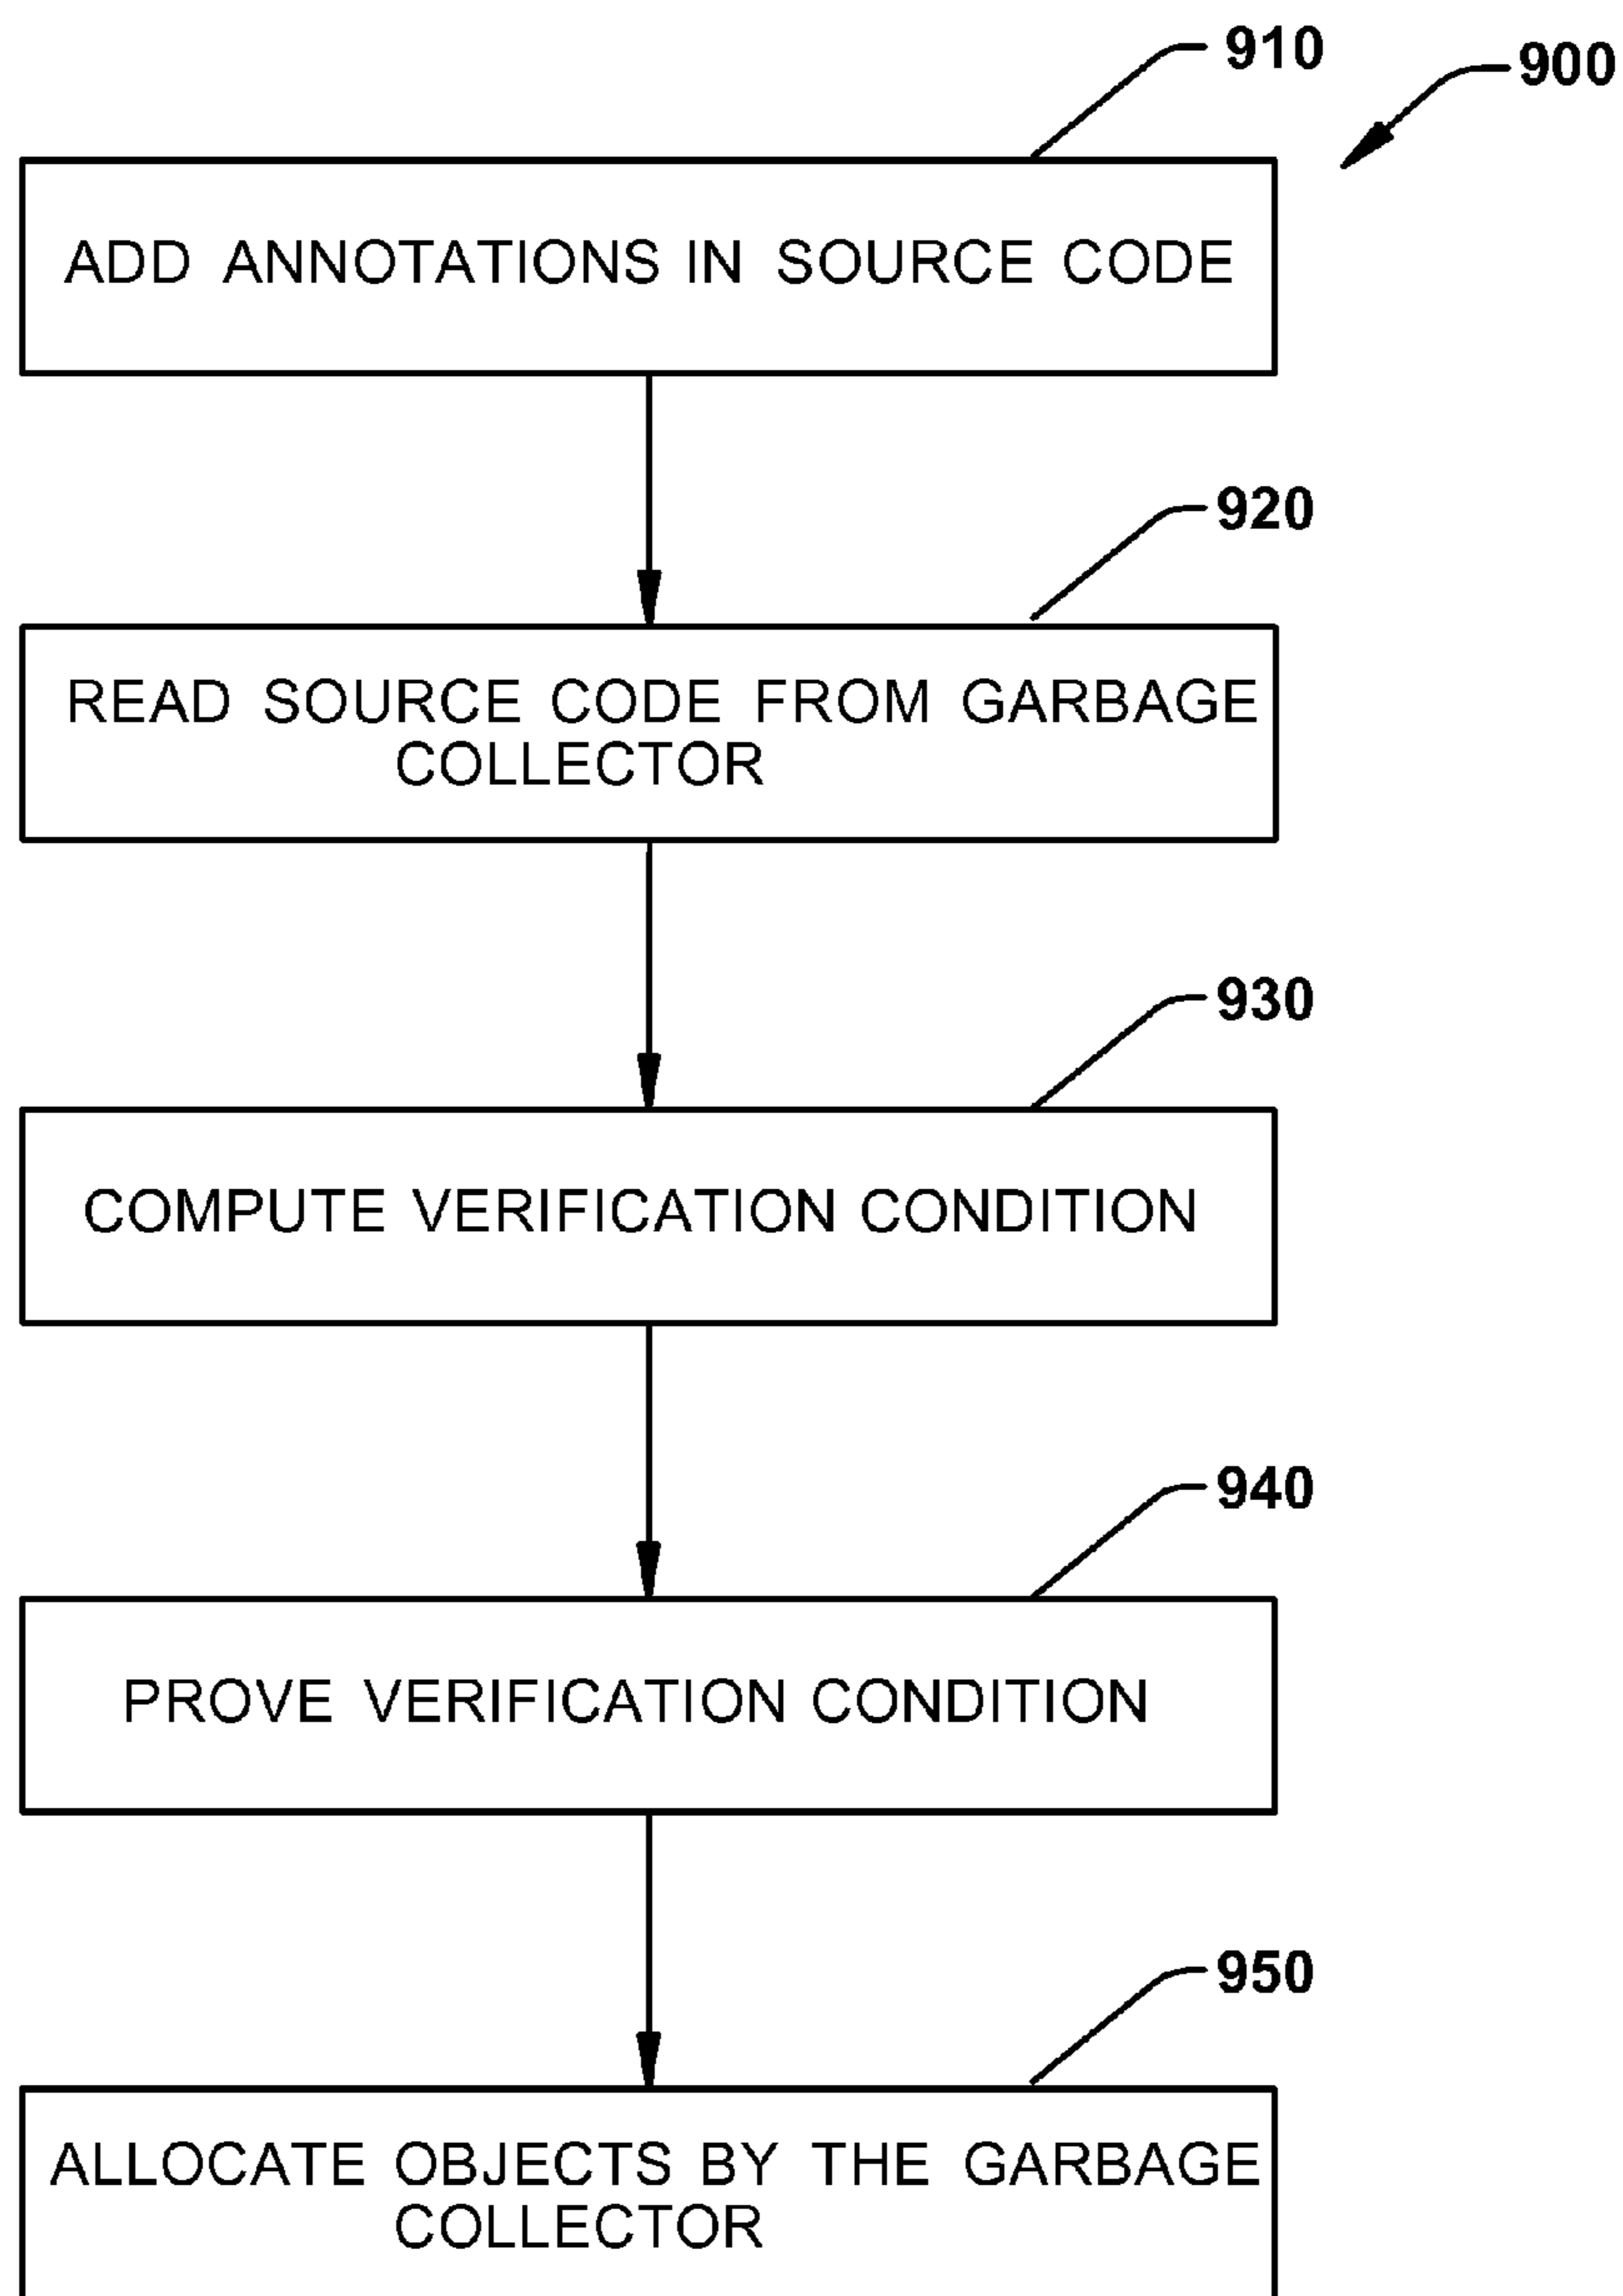 910
900
ADD ANNOTATIONS IN SOURCE CODE
920
READ SOURCE CODE FROM GARBAGE
COLLECTOR
930
COMPUTE VERIFICATION CONDITION
940
PROVE VERIFICATION CONDITION
950
ALLOCATE OBJECTS BY THE GARBAGE
COLLECTOR